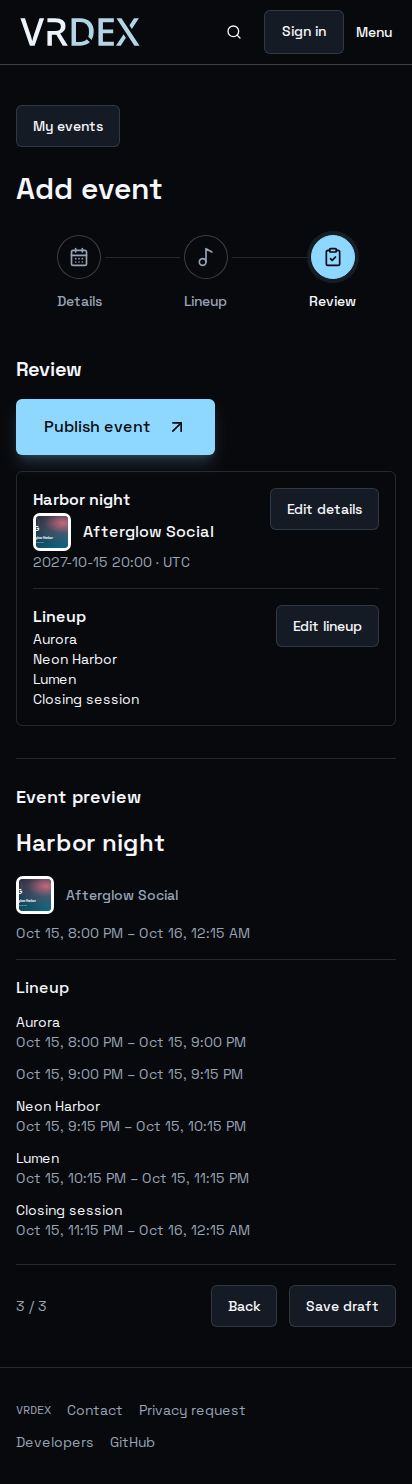 VRDEX
Sign in
Menu
My events
Add event
Details
Lineup
Review
Review
Publish event
Harbor night
Edit details
Afterglow Social
2027-10-15 20:00 · UTC
Lineup
Edit lineup
Aurora
Neon Harbor
Lumen
Closing session
Event preview
Harbor night
Afterglow Social
Oct 15, 8:00 PM – Oct 16, 12:15 AM
Lineup
Aurora
Oct 15, 8:00 PM – Oct 15, 9:00 PM
Oct 15, 9:00 PM – Oct 15, 9:15 PM
Neon Harbor
Oct 15, 9:15 PM – Oct 15, 10:15 PM
Lumen
Oct 15, 10:15 PM – Oct 15, 11:15 PM
Closing session
Oct 15, 11:15 PM – Oct 16, 12:15 AM
3 / 3
Back
Save draft
VRDEX Contact Privacy request
Developers GitHub